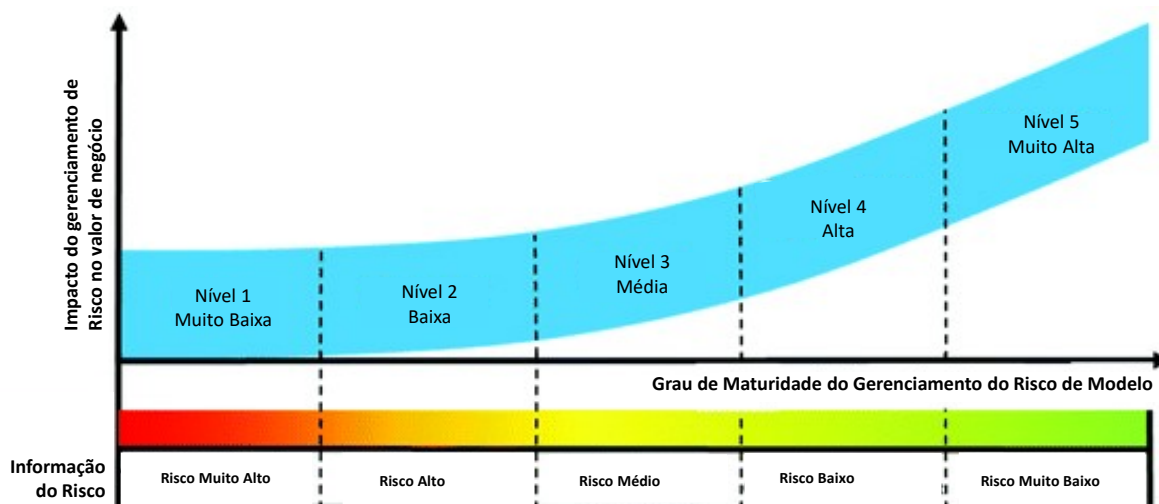 Impacto do gerenciamento de
Risco no valor de negócio
Nível 1
Muito Baixa
Nível 2
Baixa
Nível 3
Média
Nível 4
Alta
Nível 5
Muito Alta
Grau de Maturidade do Gerenciamento do Risco de Modelo
Informação
do Risco
Risco Muito Alto
Risco Alto
Risco Médio
Risco Baixo
Risco Muito Baixo